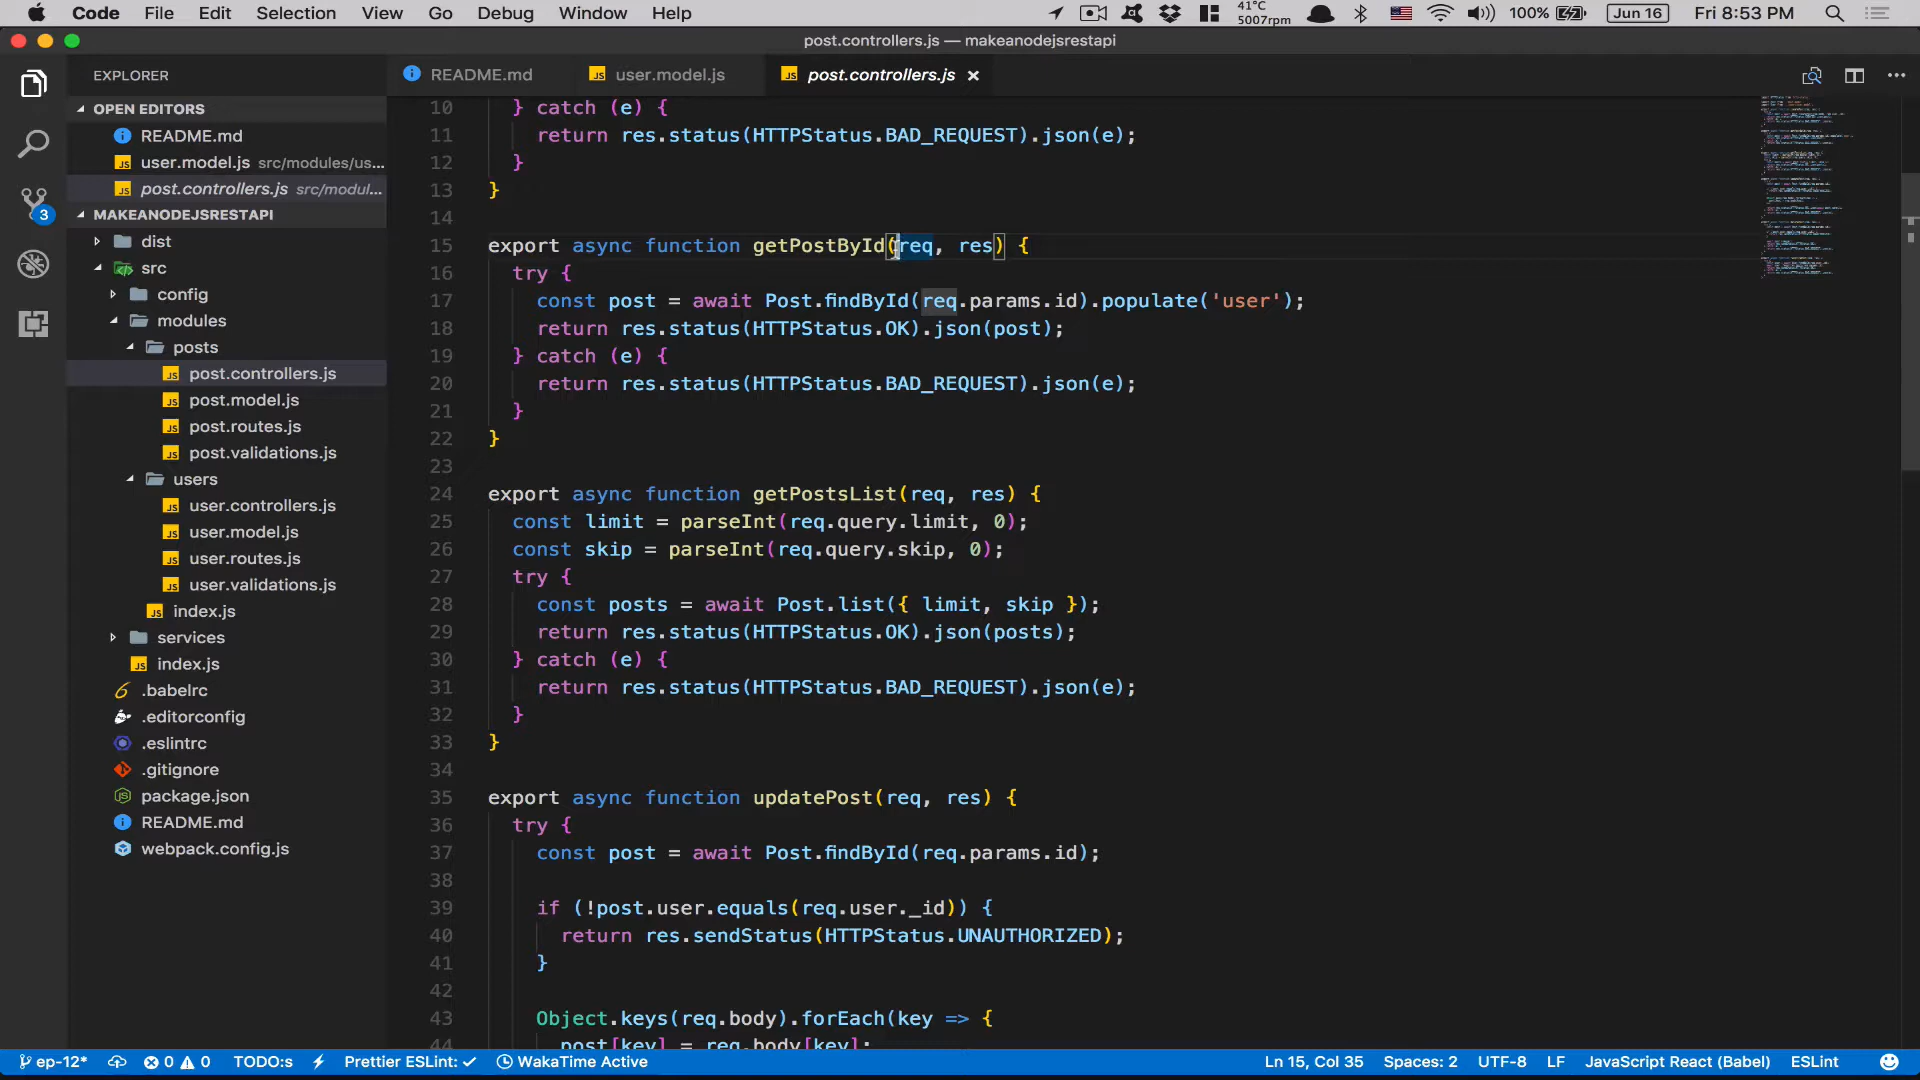 Code File Edit Selection View Go Debug Window Help 41°C 5007rpm 100% Jun 16 Fri 8:53 PM
post.controllers.js — makeanodejsrestapi
EXPLORER
README.md user.model.js post.controllers.js
OPEN EDITORS
README.md
user.model.js src/modules/us...
post.controllers.js src/modul...
MAKEANODEJSRESTAPI
dist
src
config
modules
posts
post.controllers.js
post.model.js
post.routes.js
post.validations.js
users
user.controllers.js
user.model.js
user.routes.js
user.validations.js
index.js
services
index.js
.babelrc
.editorconfig
.eslintrc
.gitignore
package.json
README.md
webpack.config.js
10 } catch (e) {
11 return res.status(HTTPStatus.BAD_REQUEST).json(e);
12 }
13 }
14
15 export async function getPostById(req, res) {
16 try {
17 const post = await Post.findById(req.params.id).populate('user');
18 return res.status(HTTPStatus.OK).json(post);
19 } catch (e) {
20 return res.status(HTTPStatus.BAD_REQUEST).json(e);
21 }
22 }
23
24 export async function getPostsList(req, res) {
25 const limit = parseInt(req.query.limit, 0);
26 const skip = parseInt(req.query.skip, 0);
27 try {
28 const posts = await Post.list({ limit, skip });
29 return res.status(HTTPStatus.OK).json(posts);
30 } catch (e) {
31 return res.status(HTTPStatus.BAD_REQUEST).json(e);
32 }
33 }
34
35 export async function updatePost(req, res) {
36 try {
37 const post = await Post.findById(req.params.id);
38
39 if (!post.user.equals(req.user._id)) {
40 return res.sendStatus(HTTPStatus.UNAUTHORIZED);
41 }
42
43 Object.keys(req.body).forEach(key => {
44 post[key] = req.body[key];
3
ep-12* 0 0 TODO:s Prettier ESLint: WakaTime Active Ln 15, Col 35 Spaces: 2 UTF-8 LF JavaScript React (Babel) ESLint